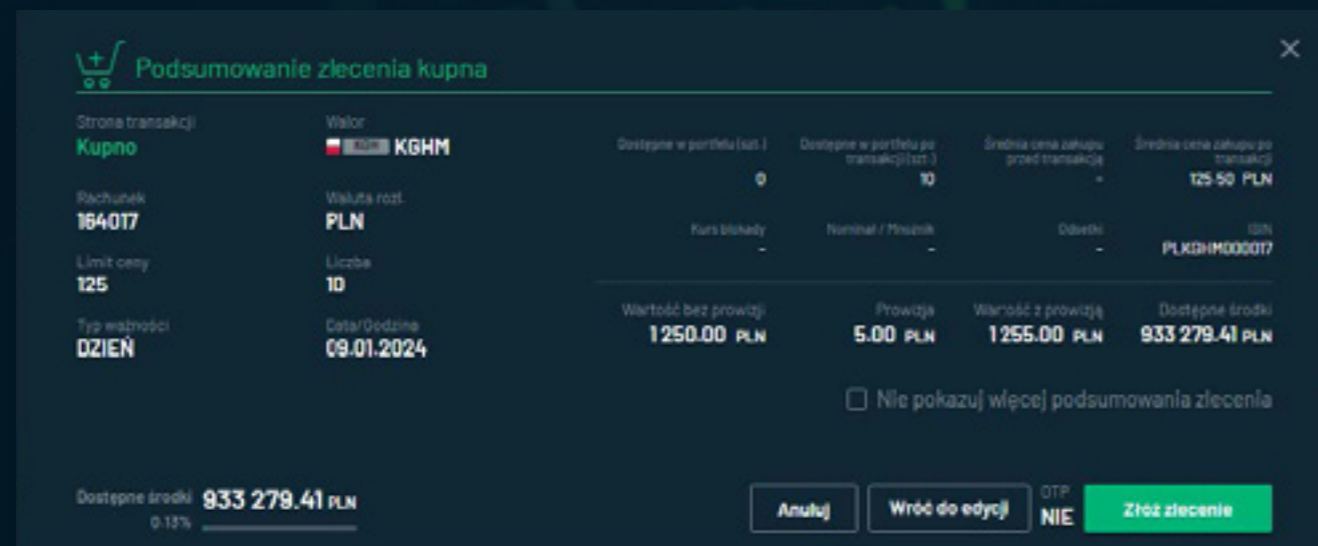 Podsumowanie zlecenia kupna
Strona transakcji
Kupno
Walor
KGH KGHM
Rachunek
164017
Waluta rozl.
PLN
Limit ceny
125
Liczba
10
Typ ważności
DZIEŃ
Data/Godzina
09.01.2024
Dostępne w portfelu (szt.)
0
Dostępne w portfelu po
transakcji (szt.)
10
Średnia cena zakupu
przed transakcją
-
Średnia cena zakupu po
transakcji
125.50 PLN
Kurs blokady
-
Nominał / Mnożnik
-
Odsetki
-
ISIN
PLKGHM000017
Wartość bez prowizji
1 250.00 PLN
Prowizja
5.00 PLN
Wartość z prowizją
1 255.00 PLN
Dostępne środki
933 279.41 PLN
Nie pokazuj więcej podsumowania zlecenia
Dostępne środki 933 279.41 PLN
0.13%
Anuluj
Wróć do edycji
OTP
NIE
Złóż zlecenie